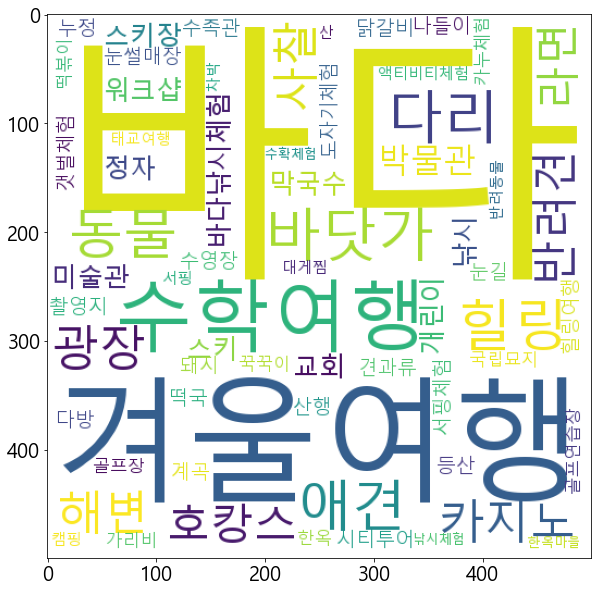 누정 스키장 수족관 산 닭갈비 나들이
바다
떡볶이 눈썰매장 사찰 카누체험 라면
워크샵 차박 도자기체험 액티비티체험
갯벌체험 태교여행 바다낚시체험 다리
정자 수확체험 박물관 반려동물 반려견
막국수
동물 바닷가 낚시
미술관 수영장 서핑 대게찜 눈길
촬영지 수학여행 개린이 힐링 힐링여행
광장 스키 돼지 꾹꾹이 교회 견과류 국립묘지
겨울여행
떡국 산행 서핑체험
다방 골프장 계곡 등산 골프연습장
해변 호캉스 애견 카지노
캠핑 가리비 한옥 시티투어 낚시체험 한옥마을
0
100
200
300
400
0 100 200 300 400